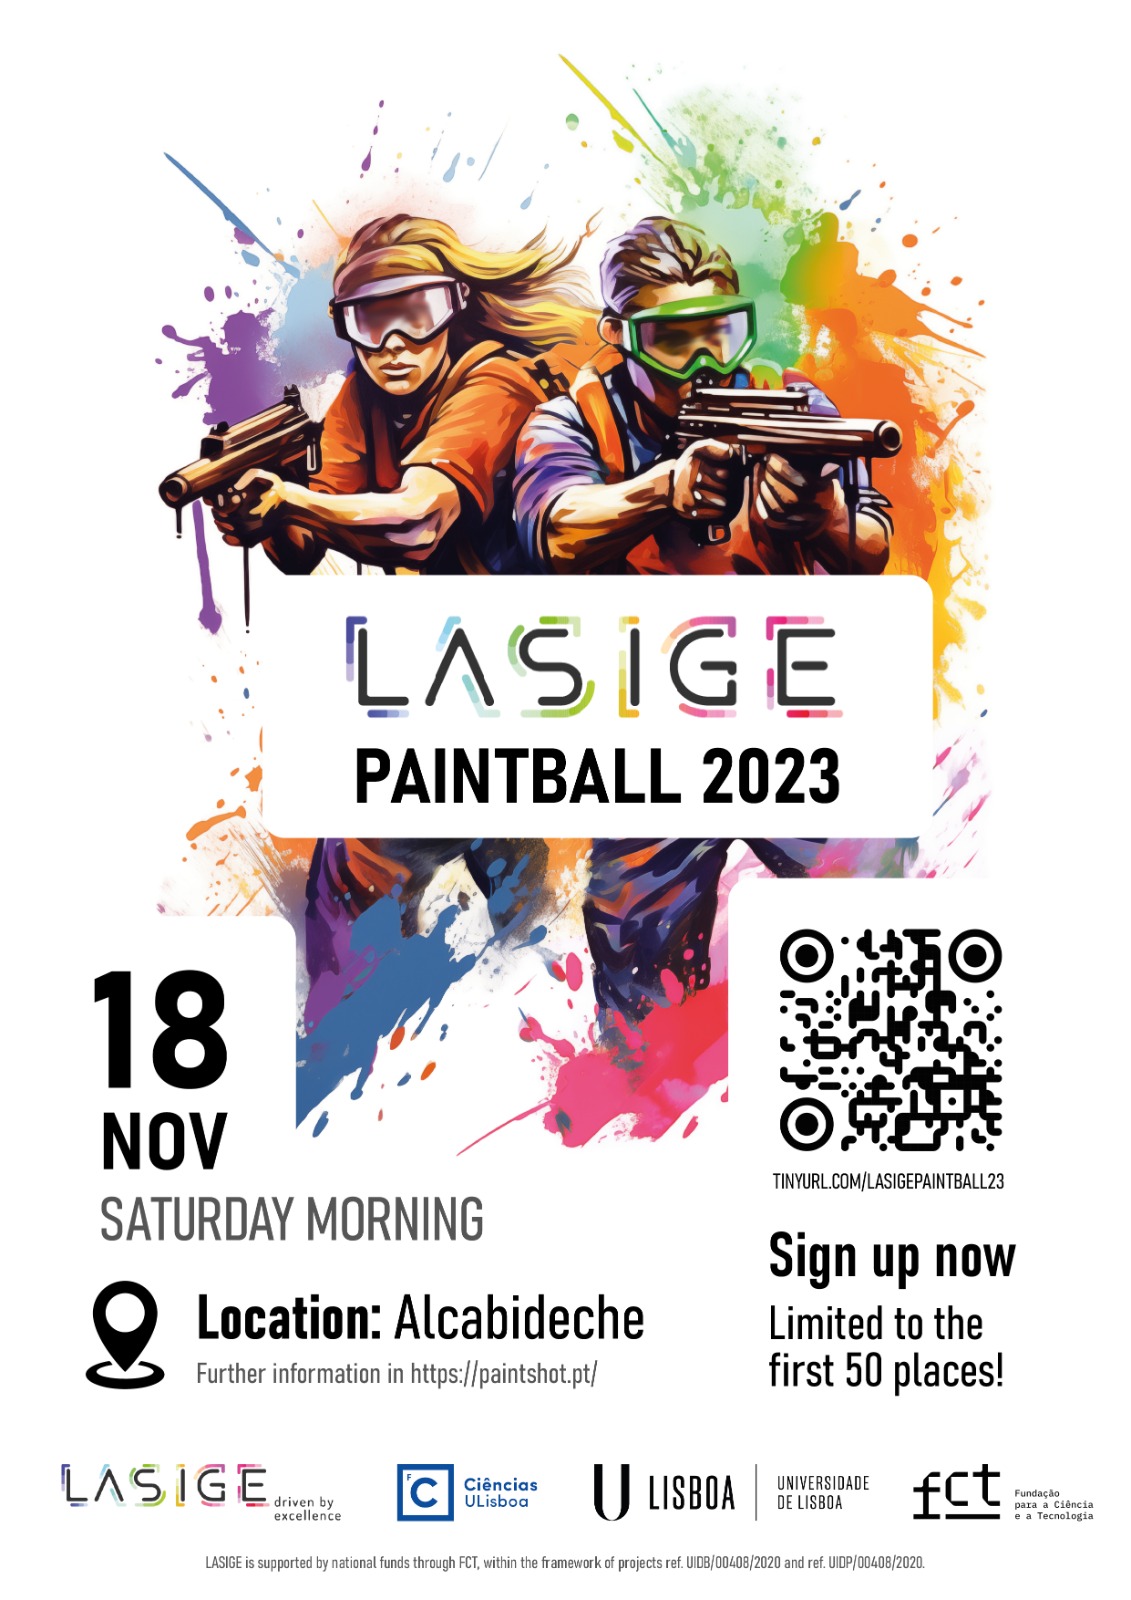 LASIGE
PAINTBALL 2023
18
NOV
SATURDAY MORNING
Location: Alcabideche
Further information in https://paintshot.pt/
TINYURL.COM/LASIGEPAINTBALL23
Sign up now
Limited to the
first 50 places!
LASIGE
driven by
excellence
F
C
Ciências
ULisboa
U LISBOA
UNIVERSIDADE
DE LISBOA
fct
Fundação
para a Ciência
e a Tecnologia
LASIGE is supported by national funds through FCT, within the framework of projects ref. UIDB/00408/2020 and ref. UIDP/00408/2020.